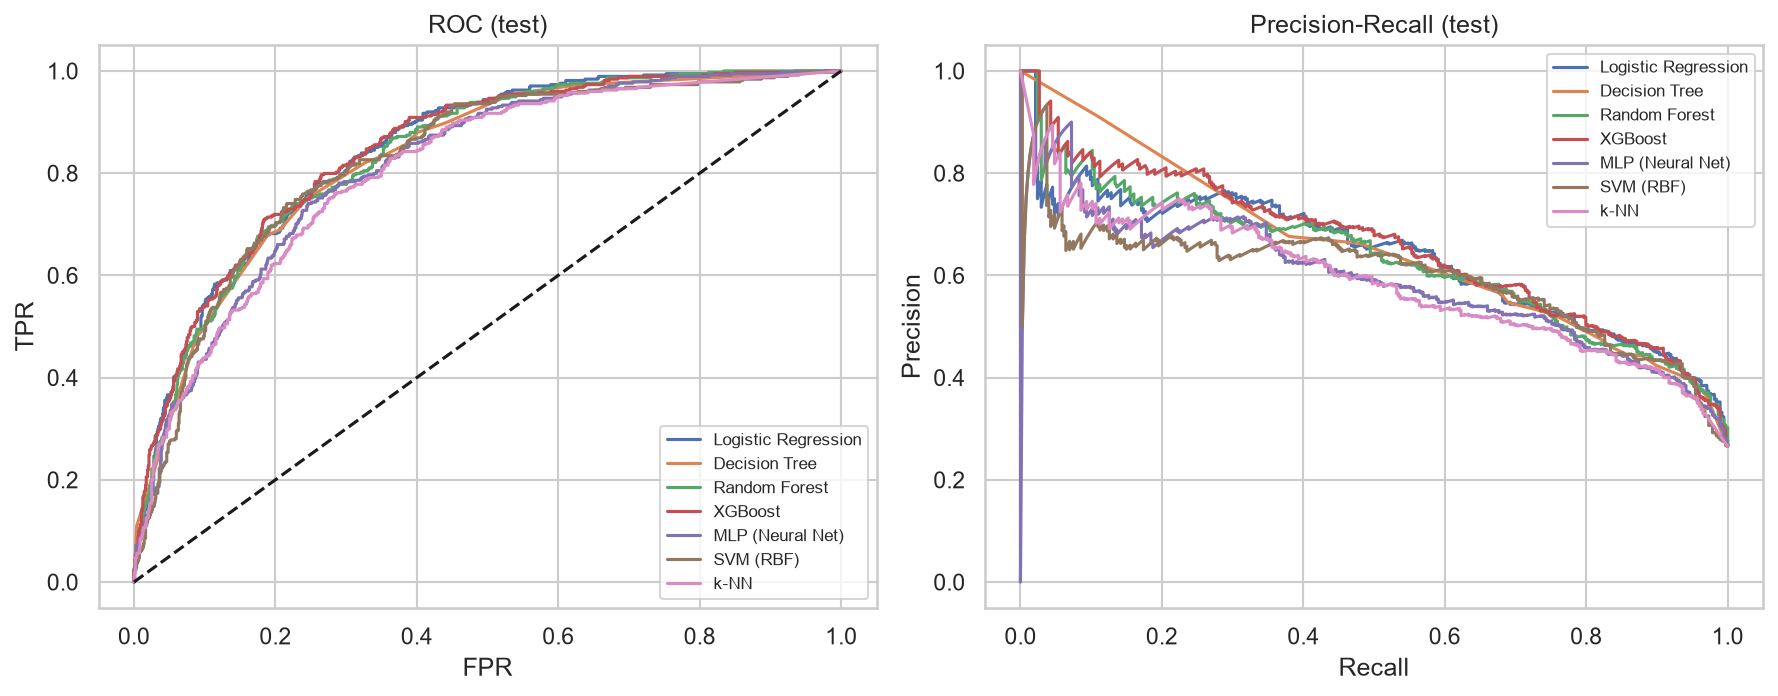 ROC (test)
1.0
0.8
0.6
0.4
0.2
0.0
TPR
0.0 0.2 0.4 0.6 0.8 1.0
FPR
Logistic Regression
Decision Tree
Random Forest
XGBoost
MLP (Neural Net)
SVM (RBF)
k-NN
Precision-Recall (test)
1.0
0.8
0.6
0.4
0.2
0.0
Precision
0.0 0.2 0.4 0.6 0.8 1.0
Recall
Logistic Regression
Decision Tree
Random Forest
XGBoost
MLP (Neural Net)
SVM (RBF)
k-NN